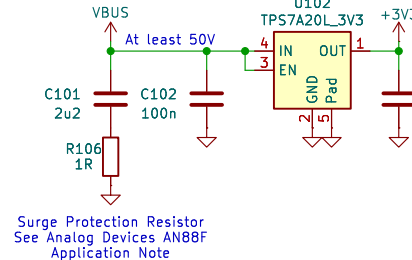 U102
VBUS
TPS7A20L_3V3
+3V3
At least 50V
4 IN OUT 1
3 EN
C101
2u2
C102
100n
GND
Pad
2
5
R106
1R
Surge Protection Resistor
See Analog Devices AN88F
Application Note